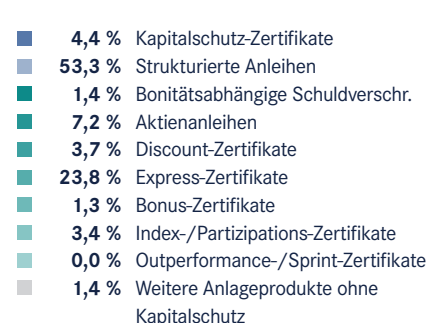 4,4 % Kapitalschutz-Zertifikate
53,3 % Strukturierte Anleihen
1,4 % Bonitätsabhängige Schuldverschr.
7,2 % Aktienanleihen
3,7 % Discount-Zertifikate
23,8 % Express-Zertifikate
1,3 % Bonus-Zertifikate
3,4 % Index-/Partizipations-Zertifikate
0,0 % Outperformance-/Sprint-Zertifikate
1,4 % Weitere Anlageprodukte ohne
Kapitalschutz